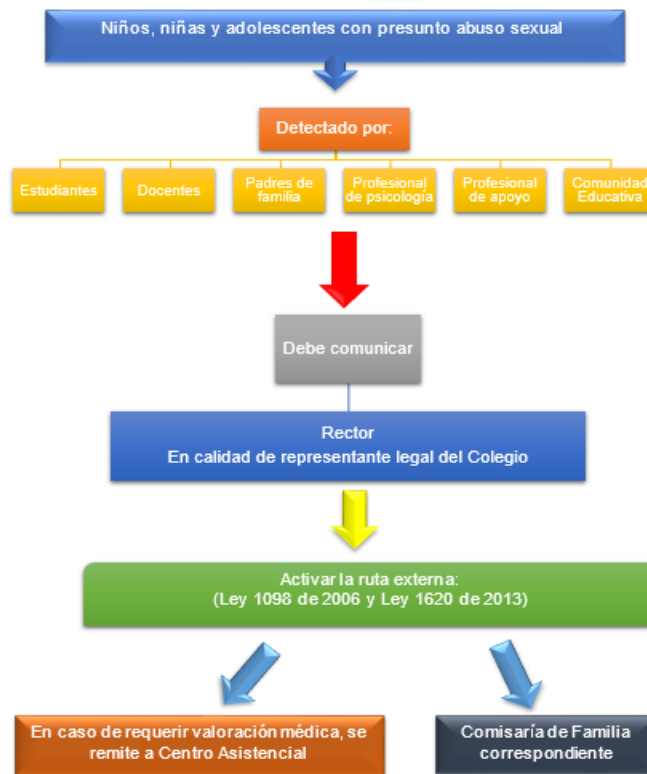 Niños, niñas y adolescentes con presunto abuso sexual
Detectado por:
Estudiantes
Docentes
Padres de
familia
Profesional
de psicología
Profesional
de apoyo
Comunidad
Educativa
Debe comunicar
Rector
En calidad de representante legal del Colegio
Activar la ruta externa:
(Ley 1098 de 2006 y Ley 1620 de 2013)
En caso de requerir valoración médica, se
remite a Centro Asistencial
Comisaría de Familia
correspondiente